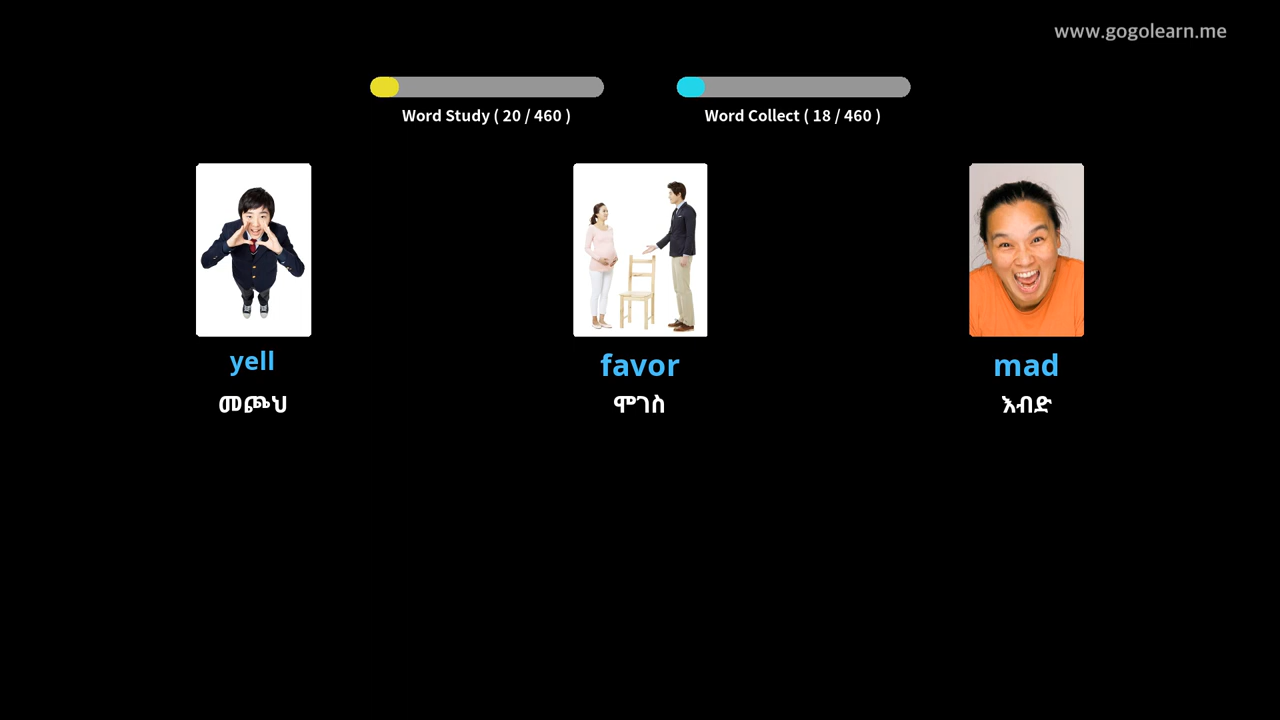 www.gogolearn.me
Word Study ( 20 / 460 )
Word Collect ( 18 / 460 )
yell
favor
mad
መጮህ
ሞገስ
እብድ